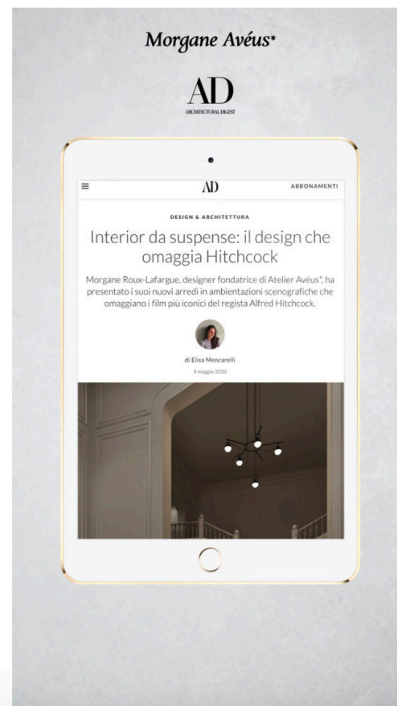 Morgane Avéus*
AD
ARCHITECTURAL DIGEST
AD
ABBONAMENTI
DESIGN & ARCHITETTURA
Interior da suspense: il design che
omaggia Hitchcock
Morgane Roux-Lafargue, designer fondatrice di Atelier Avéus*, ha
presentato i suoi nuovi arredi in ambientazioni scenografiche che
omaggiano i film più iconici del regista Alfred Hitchcock.
di Elisa Mencarelli
8 maggio 2020